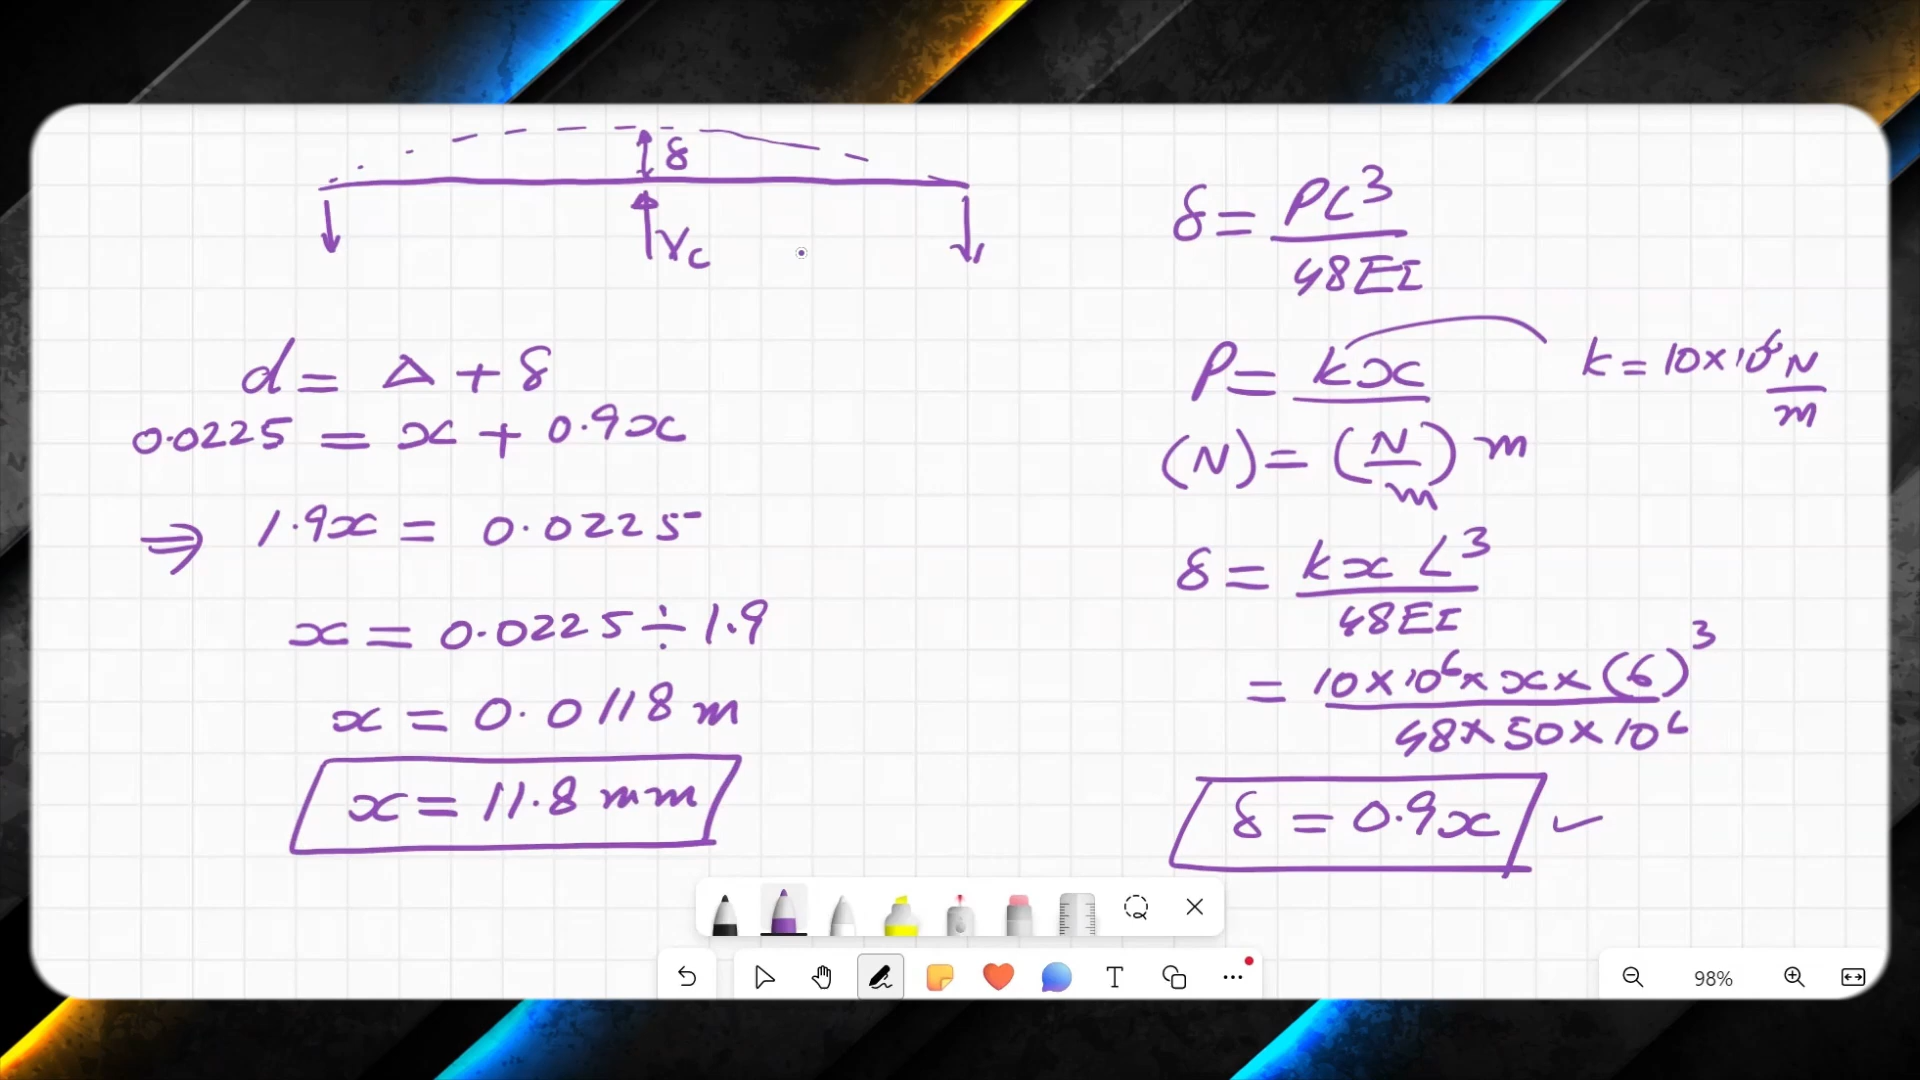 δ
V_C
d = Δ + δ
0.0225 = x + 0.9x
⇒ 1.9x = 0.0225
x = 0.0225 ÷ 1.9
x = 0.0118 m
x = 11.8 mm
δ = PL³ / 48EI
P = kx
k = 10×10⁶ N/m
(N) = (N/m) m
δ = kx L³ / 48EI
= 10×10⁶× x × (6)³ / 48×50×10⁶
δ = 0.9x ✓
T
98%